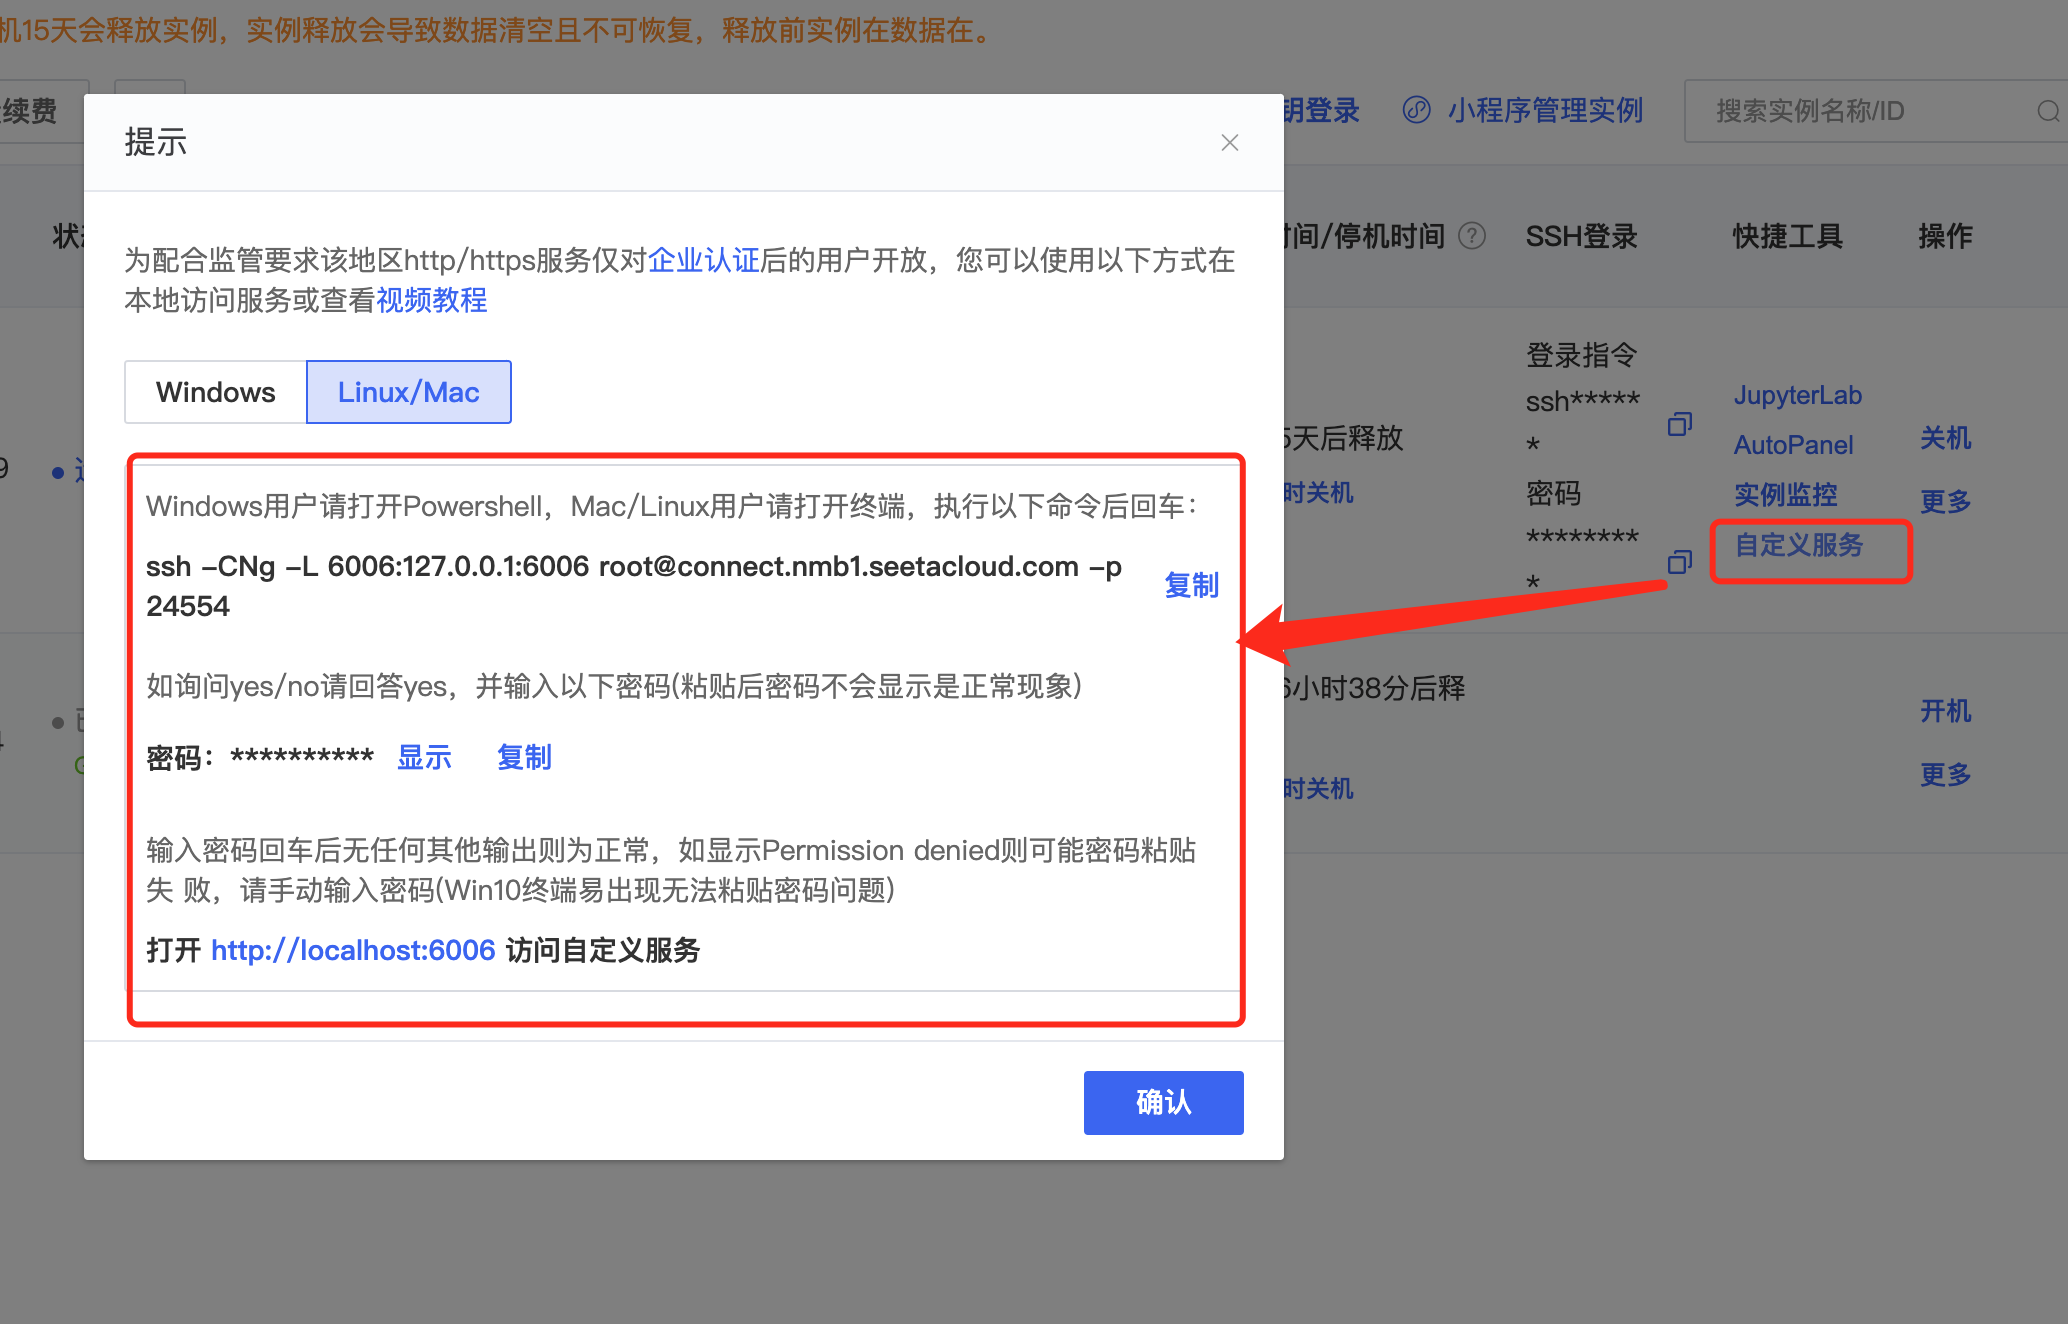 机15天会释放实例，实例释放会导致数据清空且不可恢复，释放前实例在数据在。
续费
钥登录
小程序管理实例
搜索实例名称/ID
提示
为配合监管要求该地区http/https服务仅对企业认证后的用户开放，您可以使用以下方式在
本地访问服务或查看视频教程
Windows
Linux/Mac
Windows用户请打开Powershell，Mac/Linux用户请打开终端，执行以下命令后回车：
ssh -CNg -L 6006:127.0.0.1:6006 root@connect.nmb1.seetacloud.com -p
24554
复制
如询问yes/no请回答yes，并输入以下密码(粘贴后密码不会显示是正常现象)
密码：********** 显示 复制
输入密码回车后无任何其他输出则为正常，如显示Permission denied则可能密码粘贴
失 败，请手动输入密码(Win10终端易出现无法粘贴密码问题)
打开 http://localhost:6006 访问自定义服务
确认
状
时间/停机时间
SSH登录
快捷工具
操作
9
5天后释放
时关机
登录指令
ssh*****
*
密码
********
*
JupyterLab
AutoPanel
实例监控
自定义服务
关机
更多
6小时38分后释
时关机
开机
更多